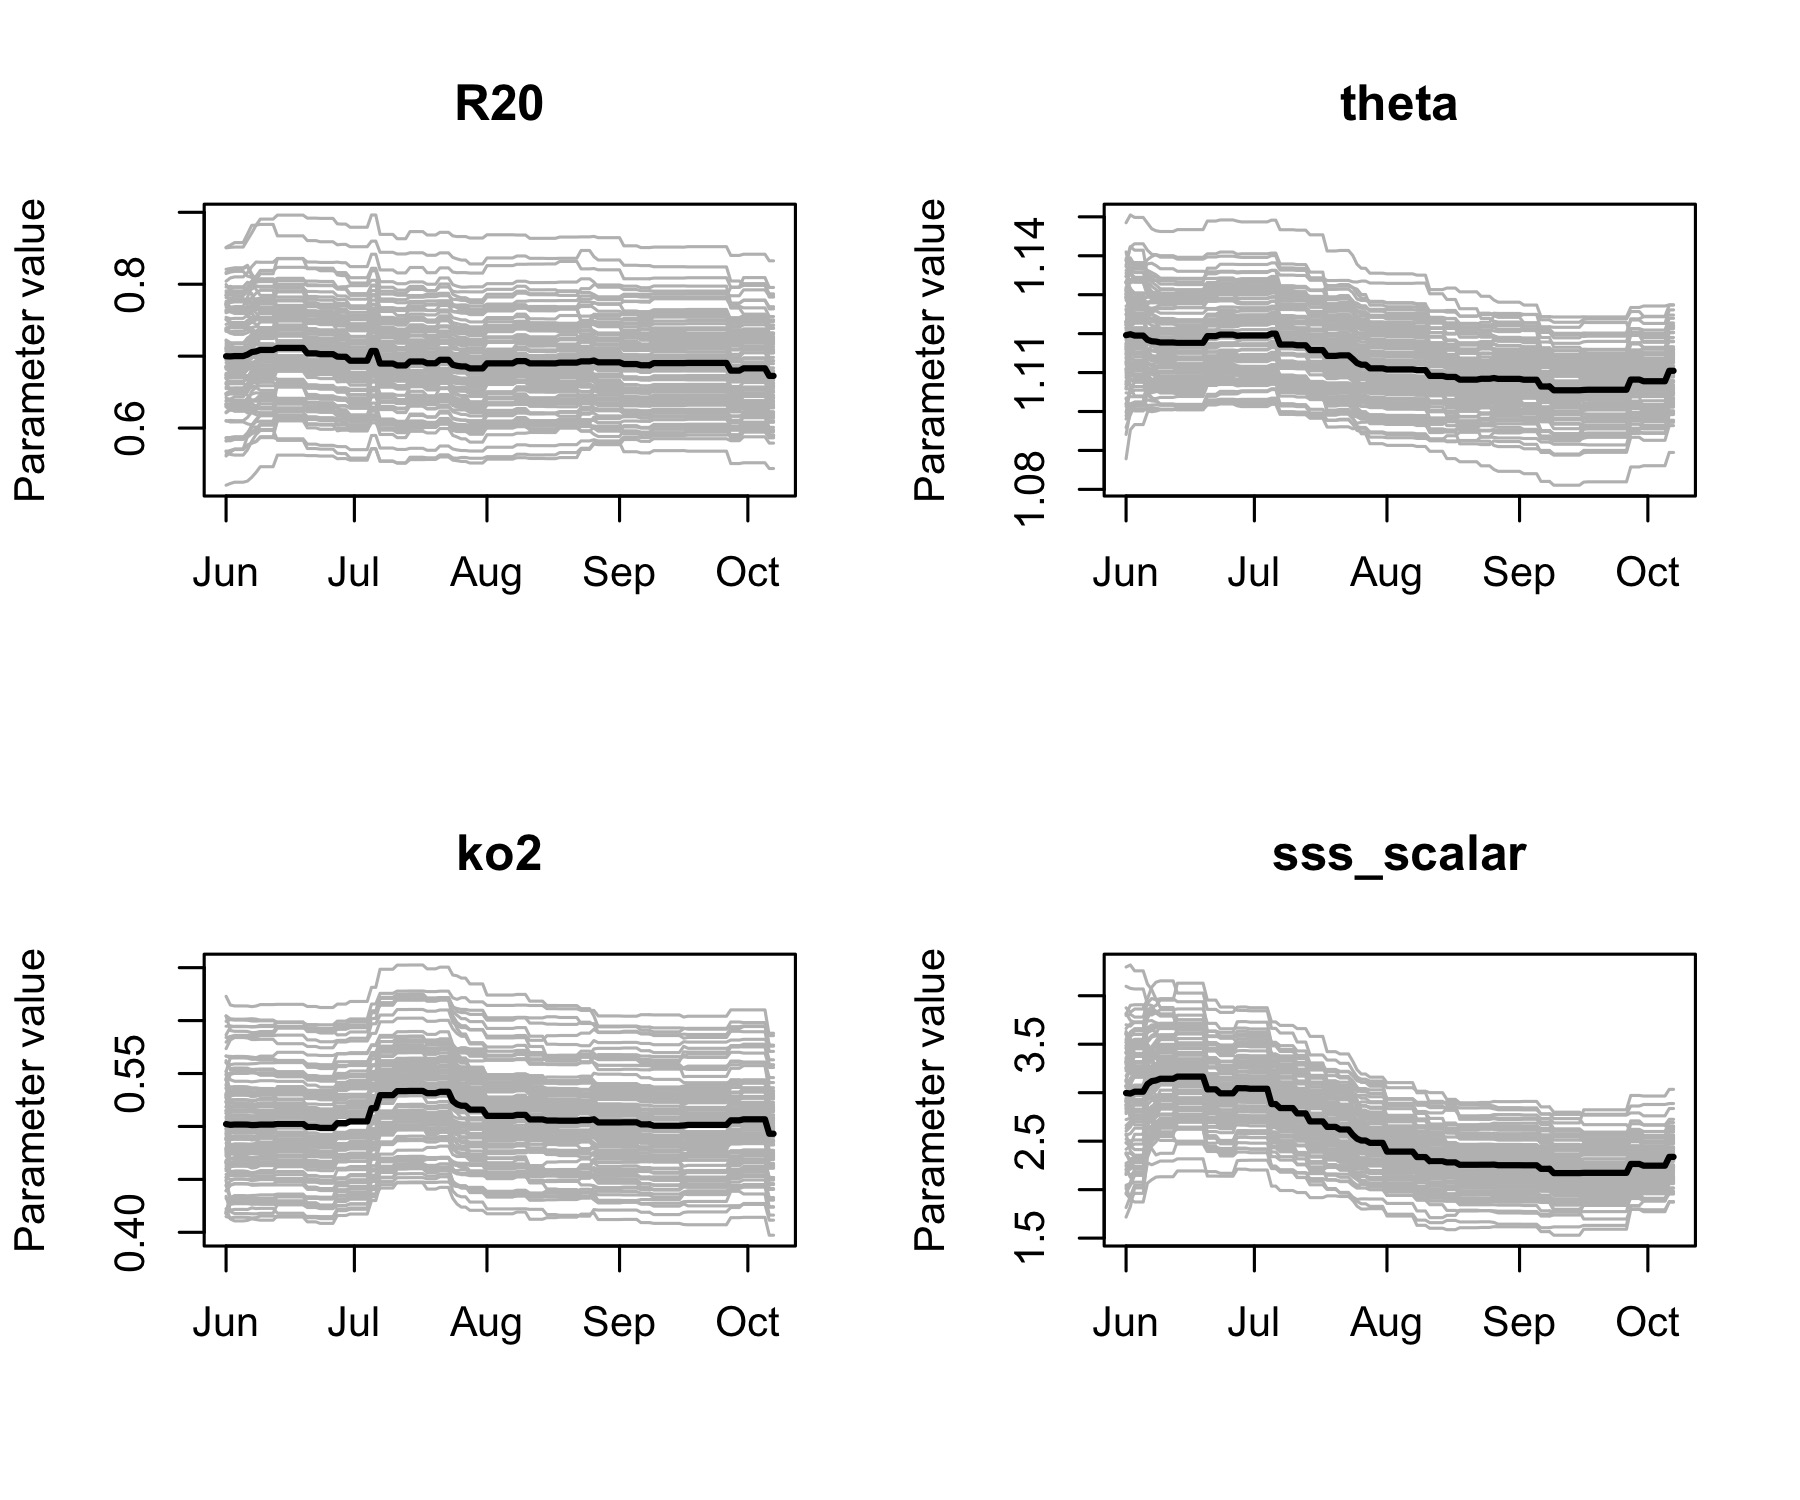 R20
Parameter value
0.8
0.6
Jun Jul Aug Sep Oct
theta
Parameter value
1.14
1.11
1.08
Jun Jul Aug Sep Oct
ko2
Parameter value
0.55
0.40
Jun Jul Aug Sep Oct
sss_scalar
Parameter value
3.5
2.5
1.5
Jun Jul Aug Sep Oct